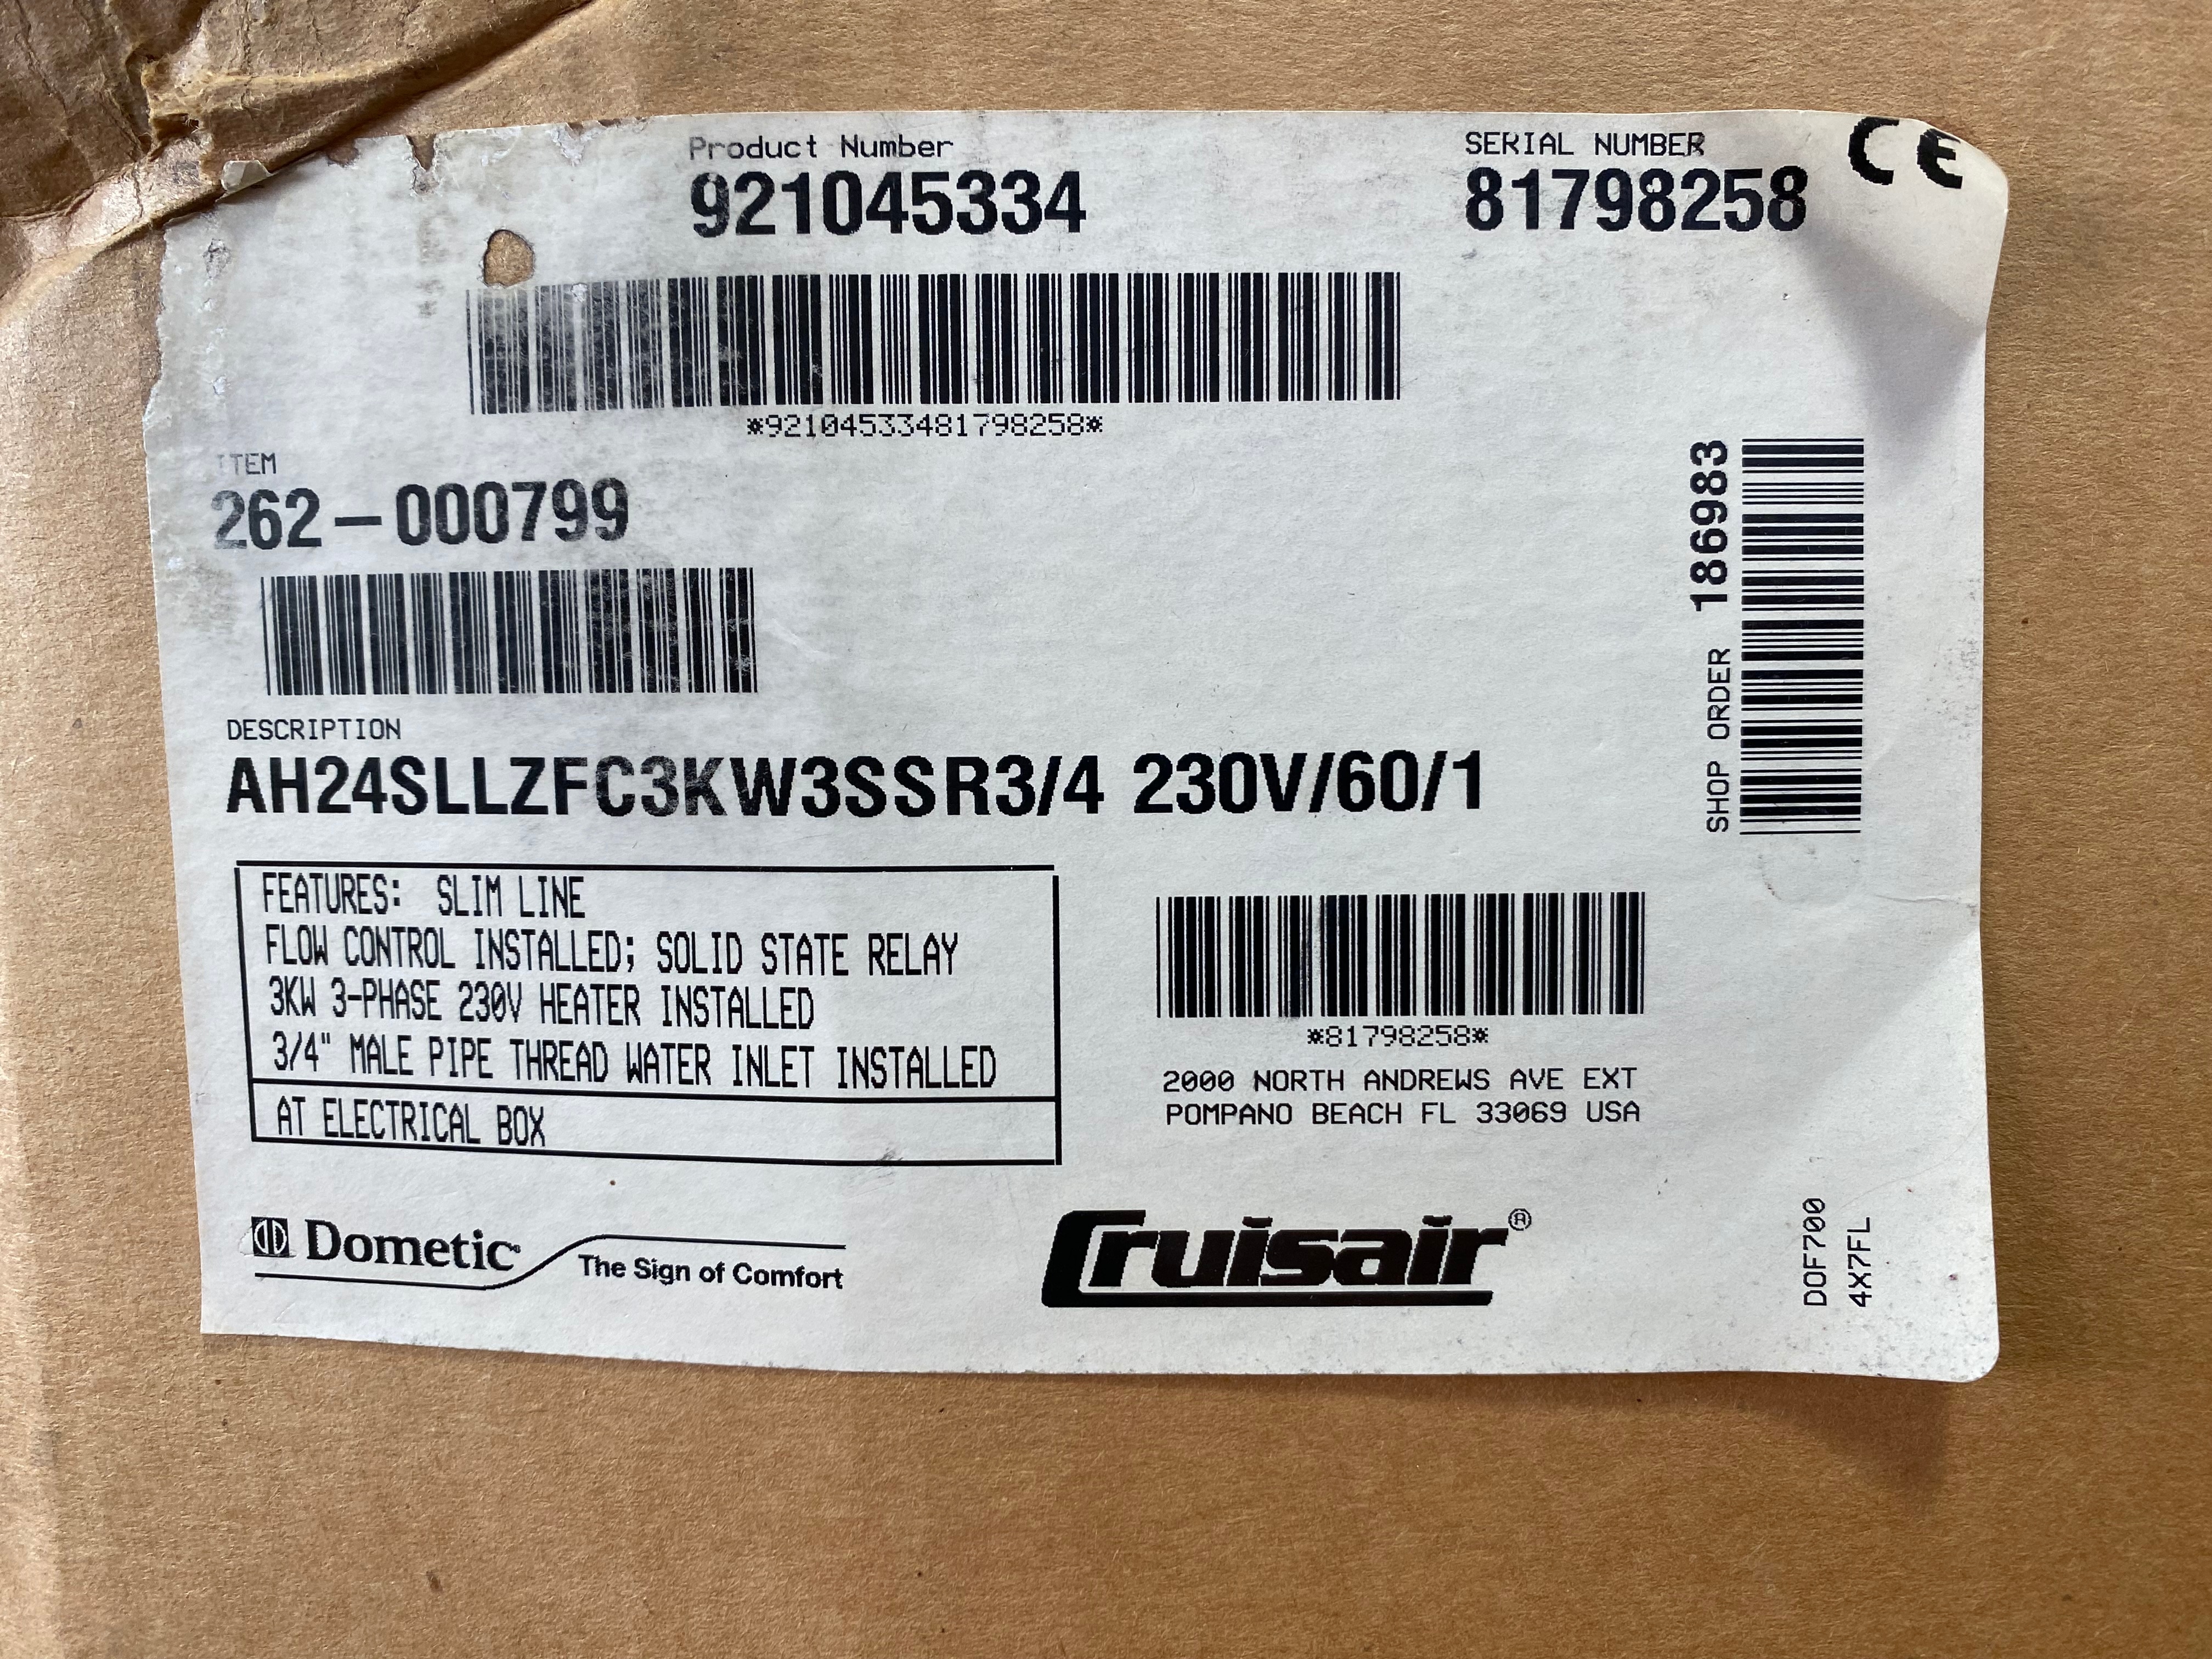 Product Number
921045334
SERIAL NUMBER
81798258
CE
*92104533481798258*
ITEM
262-000799
SHOP ORDER 186983
DESCRIPTION
AH24SLLZFC3KW3SSR3/4 230V/60/1
FEATURES: SLIM LINE
FLOW CONTROL INSTALLED; SOLID STATE RELAY
3KW 3-PHASE 230V HEATER INSTALLED
3/4" MALE PIPE THREAD WATER INLET INSTALLED
AT ELECTRICAL BOX
*81798258*
2000 NORTH ANDREWS AVE EXT
POMPANO BEACH FL 33069 USA
Dometic
The Sign of Comfort
Cruisair®
DOF700
4X7FL